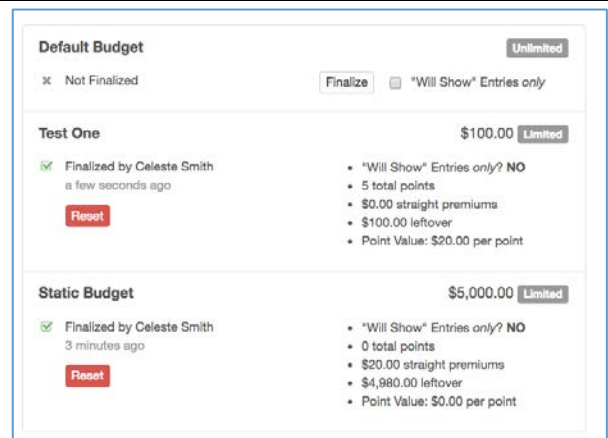 Default Budget Unlimited
Not Finalized Finalize "Will Show" Entries only
Test One $100.00 Limited
Finalized by Celeste Smith
a few seconds ago
Reset
• "Will Show" Entries only? NO
• 5 total points
• $0.00 straight premiums
• $100.00 leftover
• Point Value: $20.00 per point
Static Budget $5,000.00 Limited
Finalized by Celeste Smith
3 minutes ago
Reset
• "Will Show" Entries only? NO
• 0 total points
• $20.00 straight premiums
• $4,980.00 leftover
• Point Value: $0.00 per point